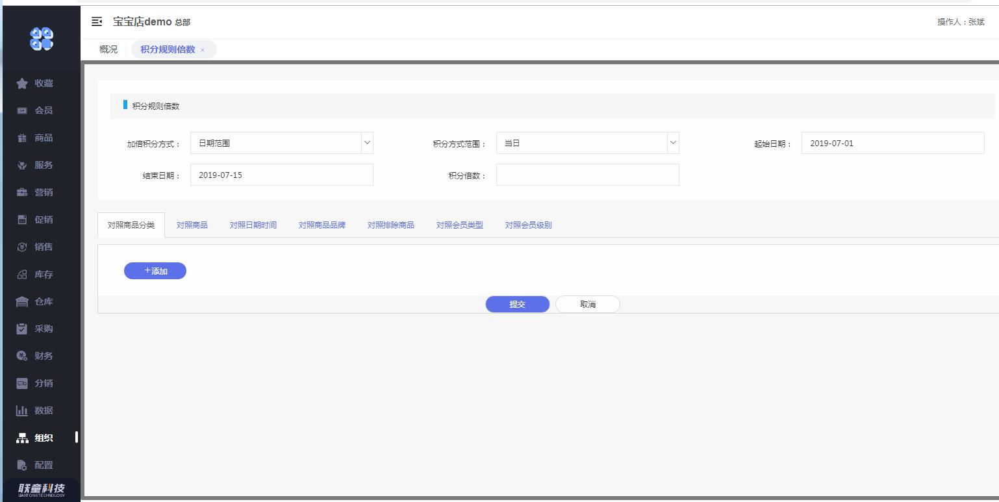 宝宝店demo 总部
操作人：张斌
概况
积分规则倍数 ×
收藏
会员
商品
服务
营销
促销
销售
库存
仓库
采购
财务
分销
数据
组织
配置
联童科技
LIANTONGTECHNOLOGY
积分规则倍数
加倍积分方式： 日期范围
积分方式范围： 当日
起始日期： 2019-07-01
结束日期： 2019-07-15
积分倍数：
对照商品分类 对照商品 对照日期时间 对照商品品牌 对照排除商品 对照会员类型 对照会员级别
+添加
提交 取消